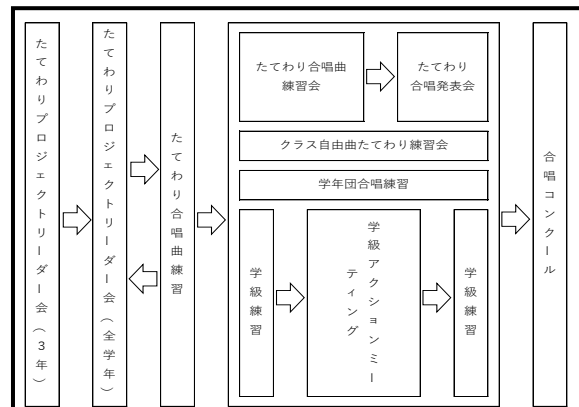 たてわりプロジェクトリーダー会（３年）
たてわりプロジェクトリーダー会（全学年）
たてわり合唱曲練習
たてわり合唱曲
練習会
たてわり
合唱発表会
クラス自由曲たてわり練習会
学年団合唱練習
学級練習
学級アクションミー
ティング
学級練習
合唱コンクール